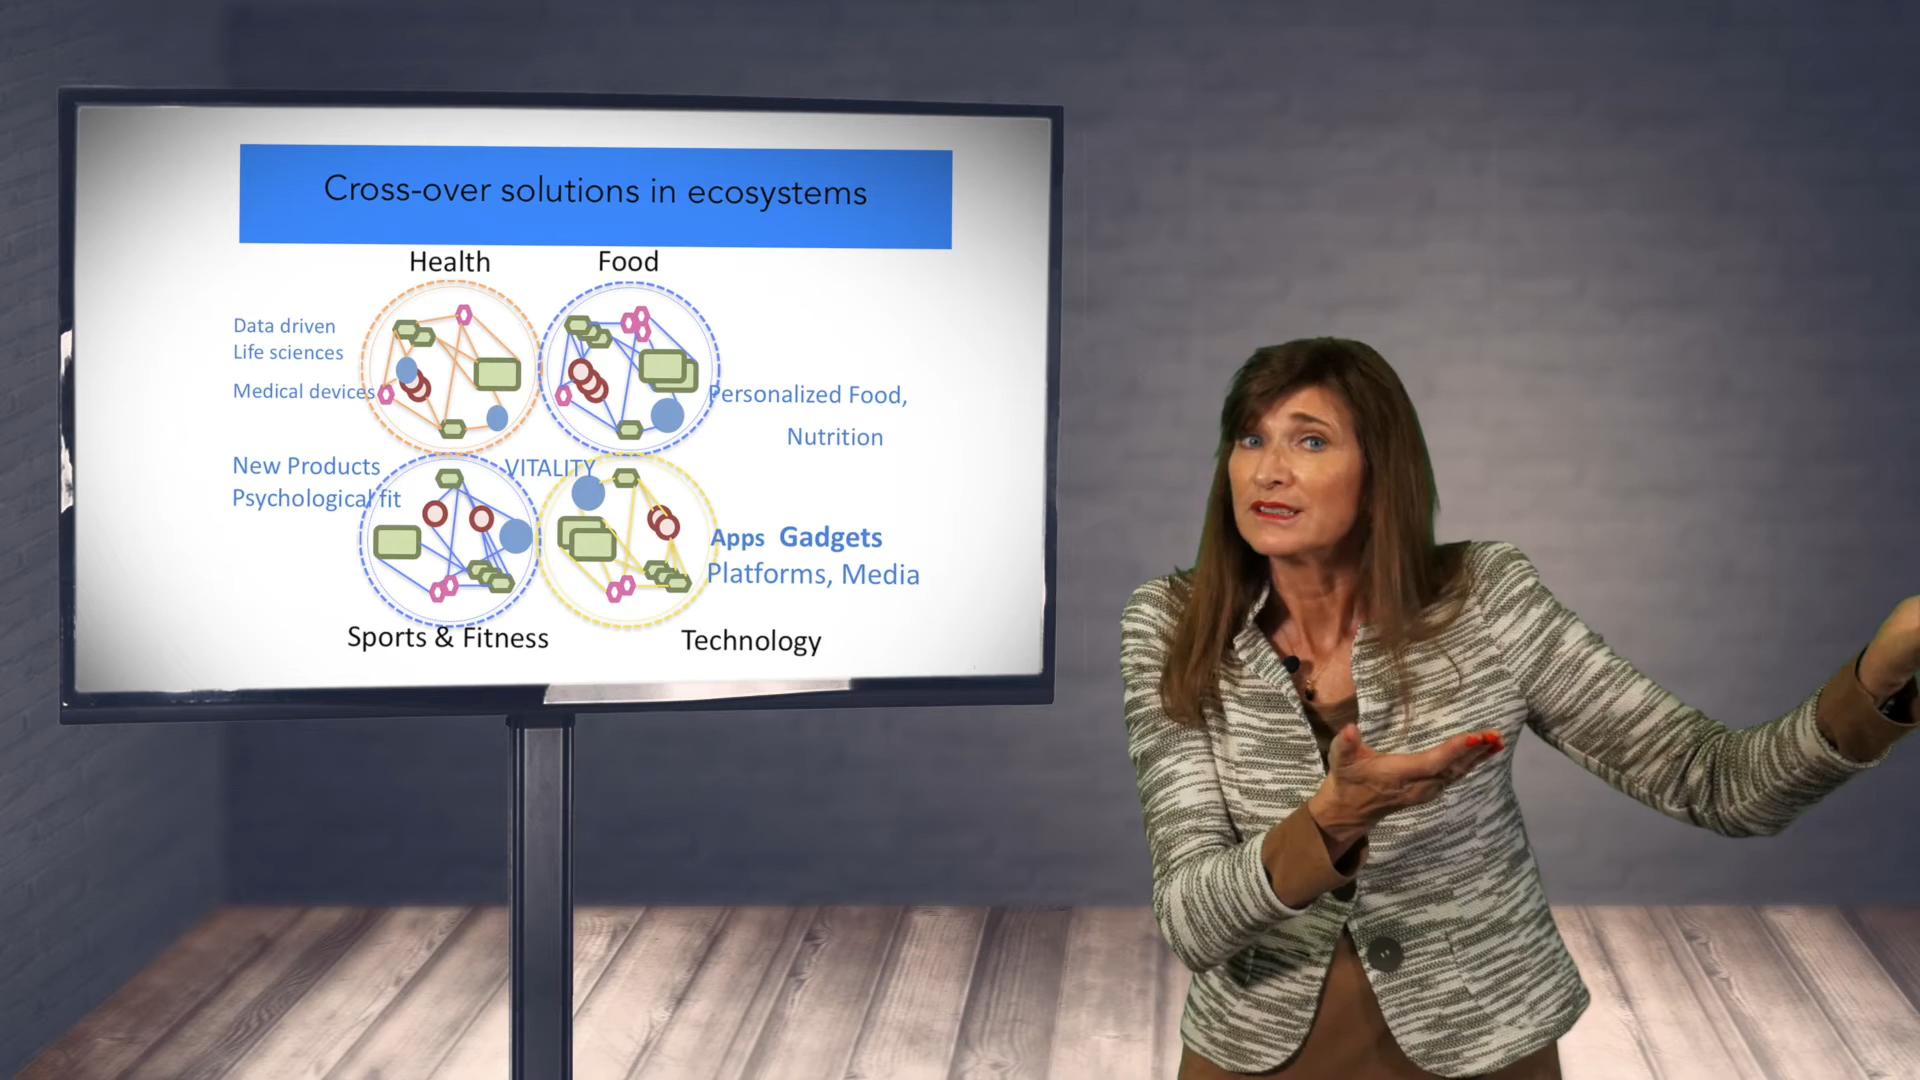 Cross-over solutions in ecosystems
Health
Food
Data driven
Life sciences
Medical devices
Personalized Food,
Nutrition
New Products
Psychological fit
VITALITY
Apps Gadgets
Platforms, Media
Sports & Fitness
Technology